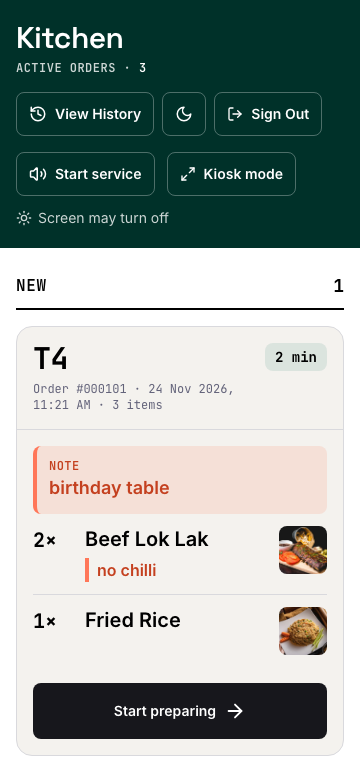 Kitchen
ACTIVE ORDERS · 3
View History
Sign Out
Start service
Kiosk mode
Screen may turn off
NEW 1
T4
2 min
Order #000101 · 24 Nov 2026,
11:21 AM · 3 items
NOTE
birthday table
2× Beef Lok Lak
no chilli
1× Fried Rice
Start preparing